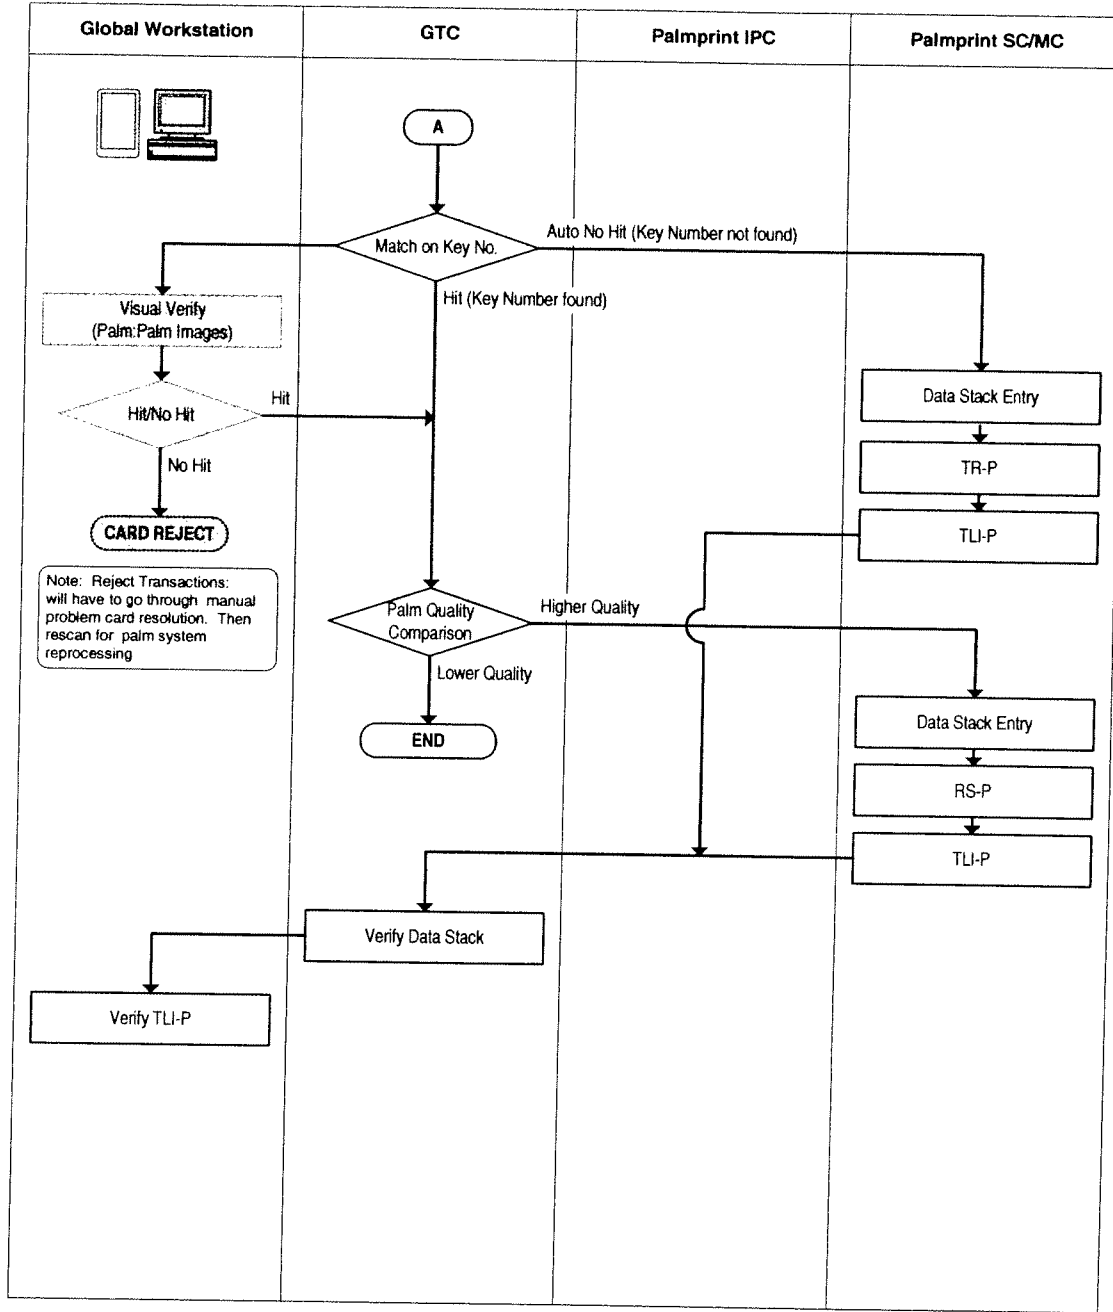 Global Workstation
GTC
Palmprint IPC
Palmprint SC/MC
A
Match on Key No.
Auto No Hit (Key Number not found)
Hit (Key Number found)
Visual Verify
(Palm:Palm Images)
Hit/No Hit
Hit
No Hit
CARD REJECT
Note: Reject Transactions:
will have to go through manual
problem card resolution. Then
rescan for palm system
reprocessing
Data Stack Entry
TR-P
TLI-P
Palm Quality
Comparison
Higher Quality
Lower Quality
END
Data Stack Entry
RS-P
TLI-P
Verify Data Stack
Verify TLI-P